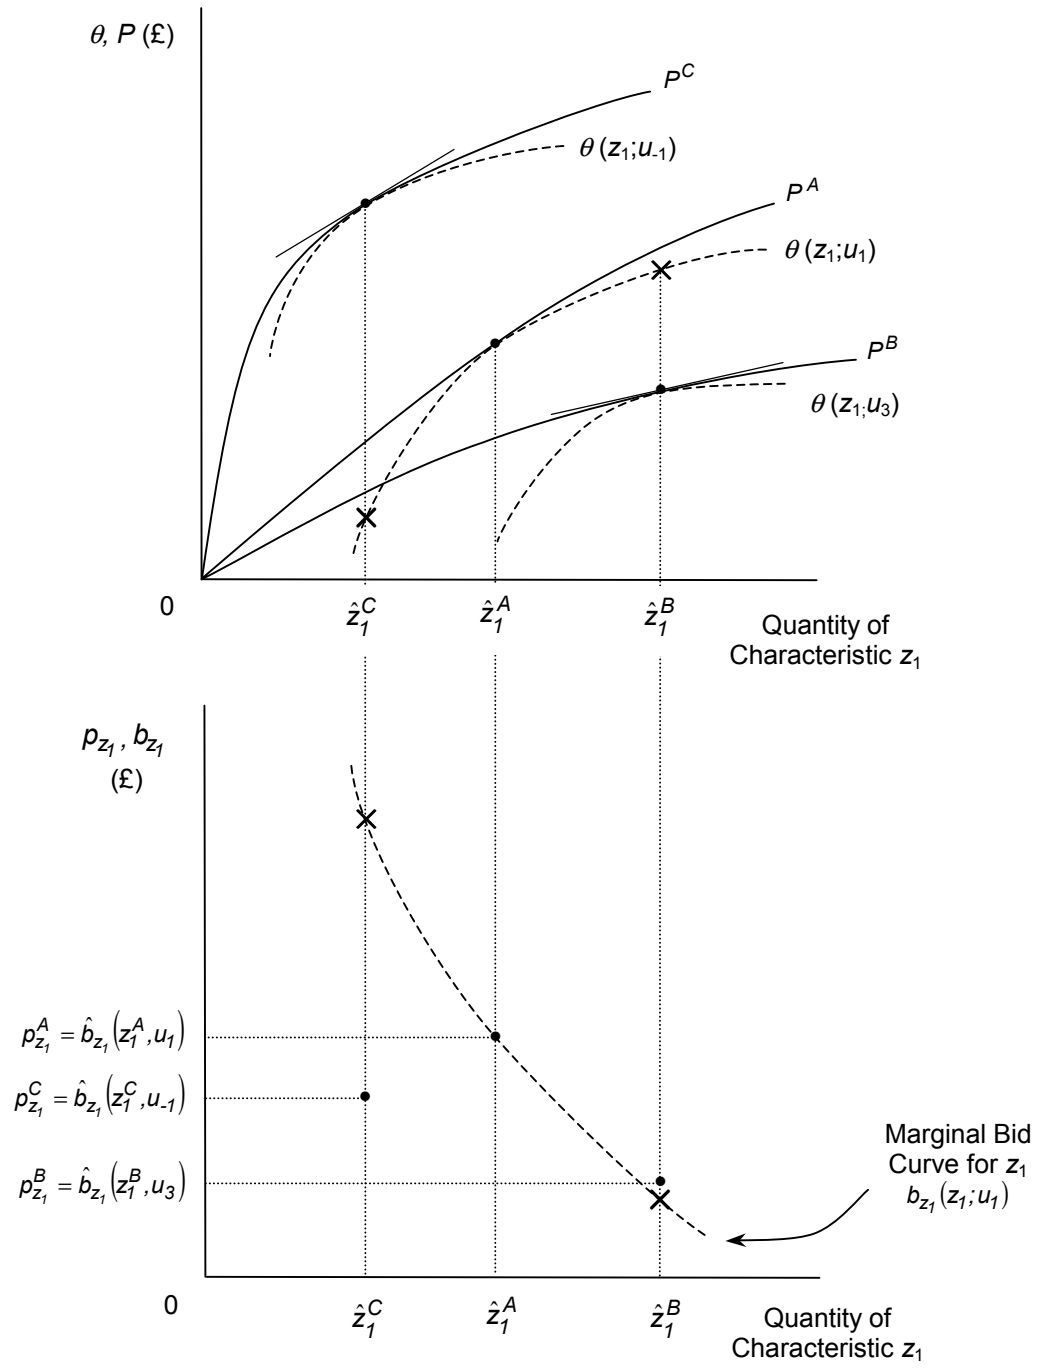 θ, P (£)
P^C
θ (z₁;u₋₁)
P^A
θ (z₁;u₁)
P^B
θ (z₁;u₃)
0
ẑ₁^C
ẑ₁^A
ẑ₁^B
Quantity of
Characteristic z₁
p_{z₁}, b_{z₁}
(£)
p_{z₁}^A = b̂_{z₁}(z₁^A, u₁)
p_{z₁}^C = b̂_{z₁}(z₁^C, u₋₁)
p_{z₁}^B = b̂_{z₁}(z₁^B, u₃)
Marginal Bid
Curve for z₁
b_{z₁}(z₁; u₁)
0
ẑ₁^C
ẑ₁^A
ẑ₁^B
Quantity of
Characteristic z₁